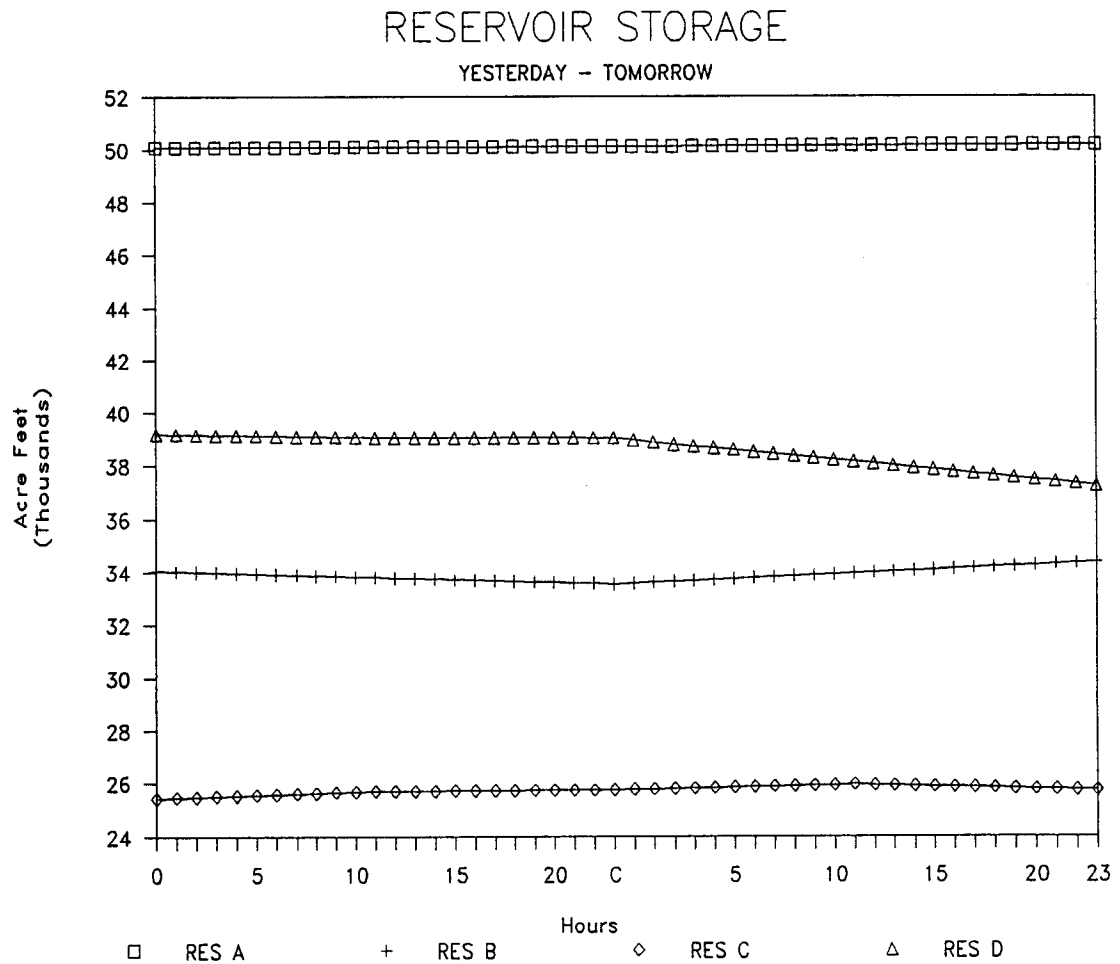 RESERVOIR STORAGE
YESTERDAY – TOMORROW
52
50
48
46
44
42
40
38
36
34
32
30
28
26
24
Acre Feet
(Thousands)
0 5 10 15 20 C 5 10 15 20 23
Hours
RES A RES B RES C RES D